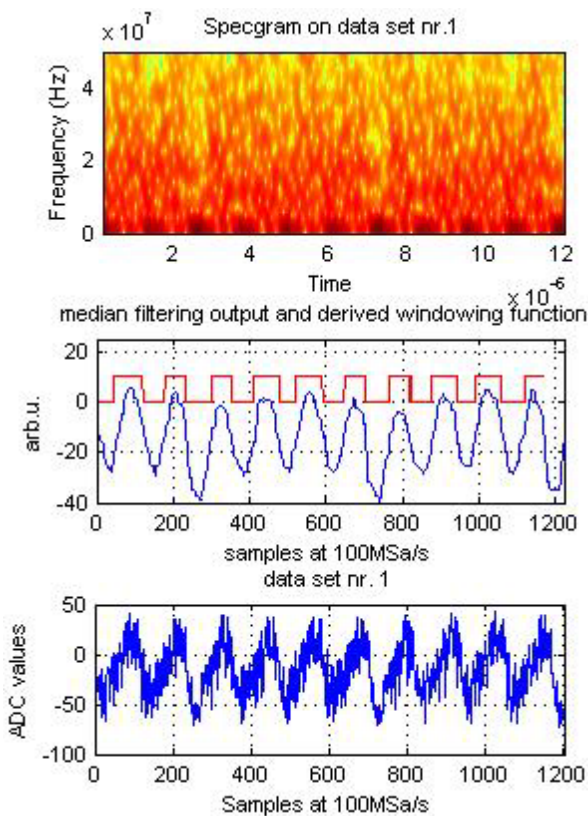 x 10^7
Specgram on data set nr.1
Frequency (Hz)
4
2
0
2 4 6 8 10 12
Time
x 10^-6
median filtering output and derived windowing function
arb.u.
20
0
-20
-40
0 200 400 600 800 1000 1200
samples at 100MSa/s
data set nr. 1
ADC values
50
0
-50
-100
0 200 400 600 800 1000 1200
Samples at 100MSa/s